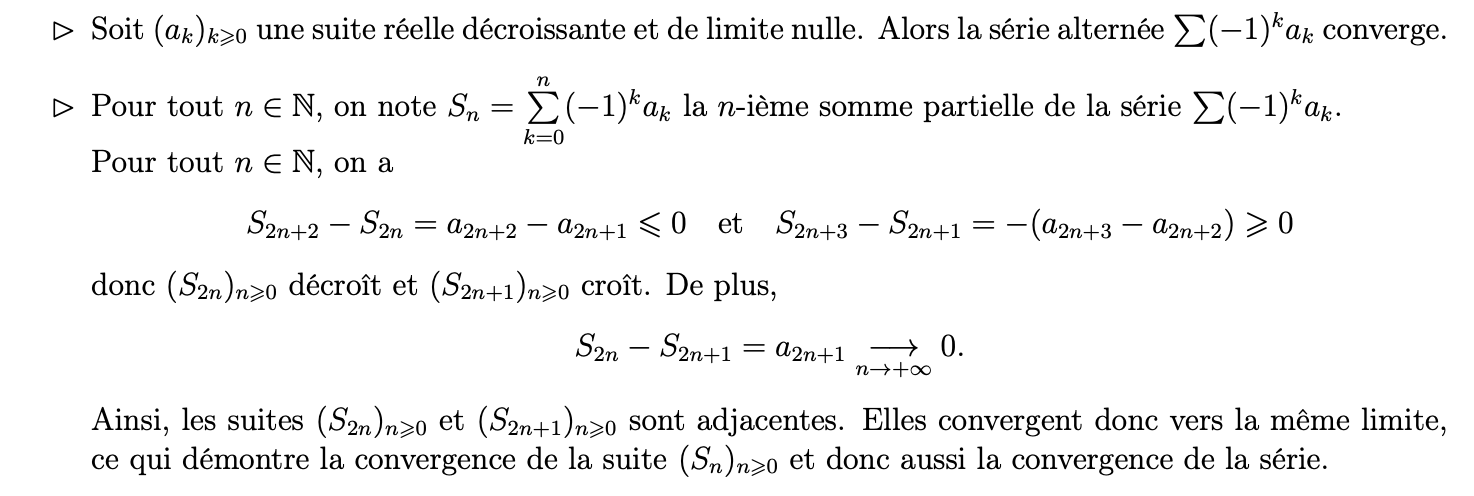 ▷ Soit $(a_k)_{k\geqslant 0}$ une suite réelle décroissante et de limite nulle. Alors la série alternée $\sum(-1)^k a_k$ converge.
▷ Pour tout $n \in \mathbb{N}$, on note $S_n = \sum\limits_{k=0}^{n}(-1)^k a_k$ la $n$-ième somme partielle de la série $\sum(-1)^k a_k$.
Pour tout $n \in \mathbb{N}$, on a
$S_{2n+2} - S_{2n} = a_{2n+2} - a_{2n+1} \leqslant 0 \quad \text{et} \quad S_{2n+3} - S_{2n+1} = -(a_{2n+3} - a_{2n+2}) \geqslant 0$
donc $(S_{2n})_{n\geqslant 0}$ décroît et $(S_{2n+1})_{n\geqslant 0}$ croît. De plus,
$S_{2n} - S_{2n+1} = a_{2n+1} \underset{n\to+\infty}{\longrightarrow} 0.$
Ainsi, les suites $(S_{2n})_{n\geqslant 0}$ et $(S_{2n+1})_{n\geqslant 0}$ sont adjacentes. Elles convergent donc vers la même limite,
ce qui démontre la convergence de la suite $(S_n)_{n\geqslant 0}$ et donc aussi la convergence de la série.